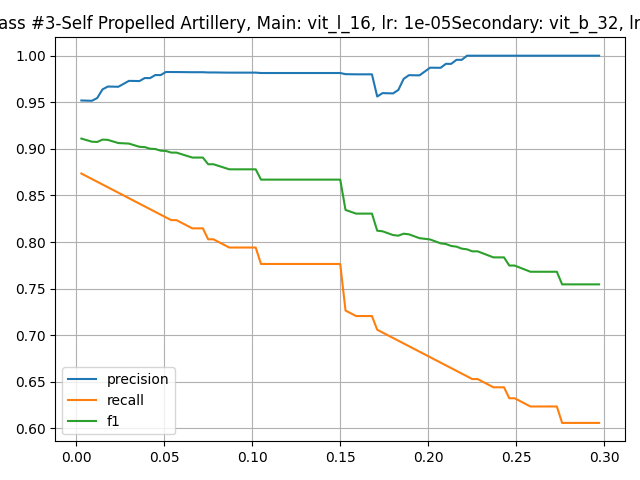 ass #3-Self Propelled Artillery, Main: vit_l_16, lr: 1e-05Secondary: vit_b_32, lr
1.00
0.95
0.90
0.85
0.80
0.75
0.70
0.65
0.60
precision
recall
f1
0.00 0.05 0.10 0.15 0.20 0.25 0.30